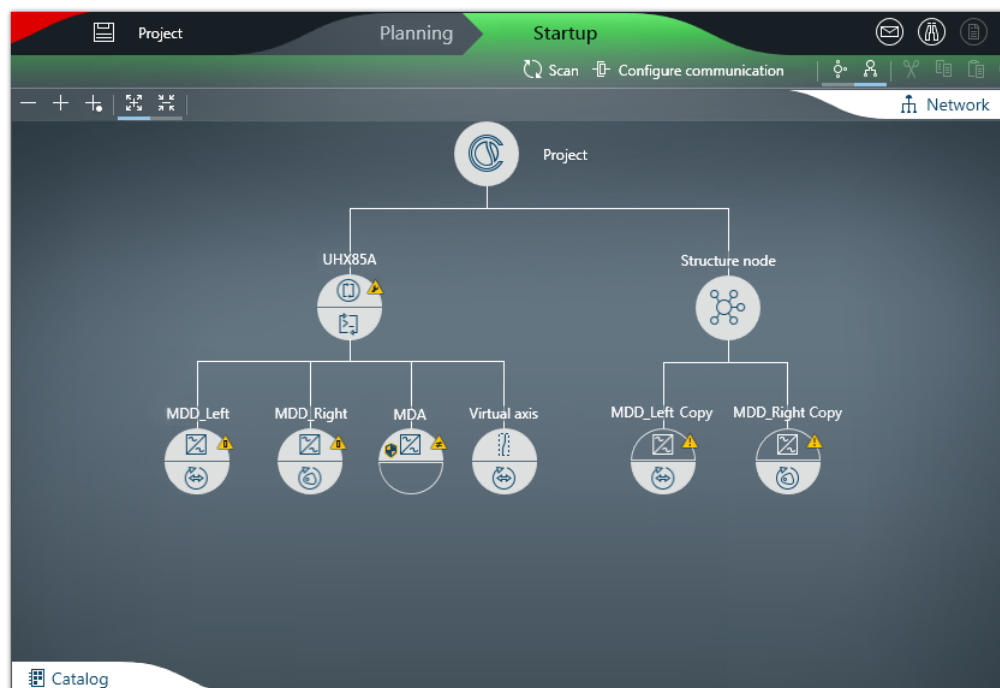 Project
Planning
Startup
Scan
Configure communication
Network
Project
UHX85A
Structure node
MDD_Left
MDD_Right
MDA
Virtual axis
MDD_Left Copy
MDD_Right Copy
Catalog